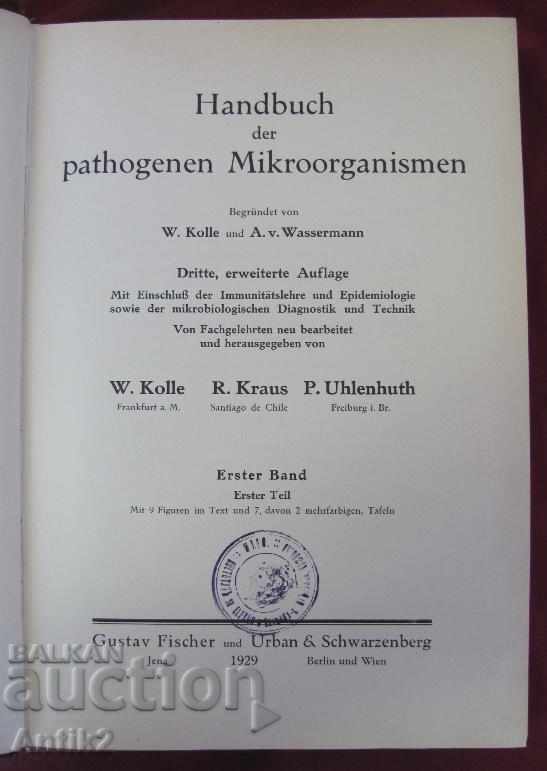 Handbuch
der
pathogenen Mikroorganismen
Begründet von
W. Kolle und A. v. Wassermann
Dritte, erweiterte Auflage
Mit Einschluß der Immunitätslehre und Epidemiologie
sowie der mikrobiologischen Diagnostik und Technik
Von Fachgelehrten neu bearbeitet
und herausgegeben von
W. Kolle R. Kraus P. Uhlenhuth
Frankfurt a. M. Santiago de Chile Freiburg i. Br.
Erster Band
Erster Teil
Mit 9 Figuren im Text und 7, davon 2 mehrfarbigen, Tafeln
Gustav Fischer und Urban & Schwarzenberg
Jena 1929 Berlin und Wien
BALKAN
auction
Antik2